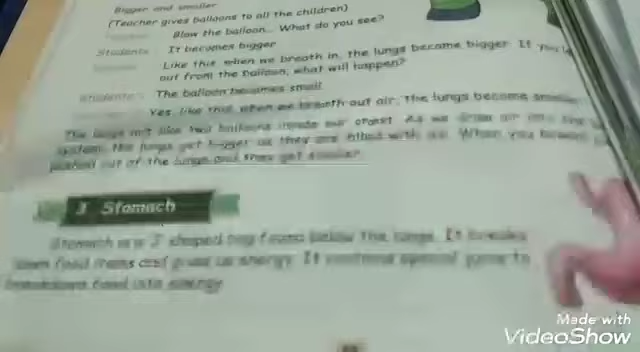 Bigger and smaller
(Teacher gives balloons to all the children)
Blow the balloon... What do you see?
Students : It becomes bigger
Like this when we breath in, the lungs become bigger. If you
out from the balloon, what will happen?
Students : The balloon becomes small
Yes, like that when we breath out air, the lungs become smaller
The lungs are like two balloons inside our chest. As we draw air into the
system, the lungs get bigger as they are filled with air. When you
pushed out of the lungs and they get smaller
3 Stomach
Stomach is a J shaped bag found below the lungs. It breaks
down food items and gives us energy. It contains special
breakdown food into energy
Made with
VideoShow